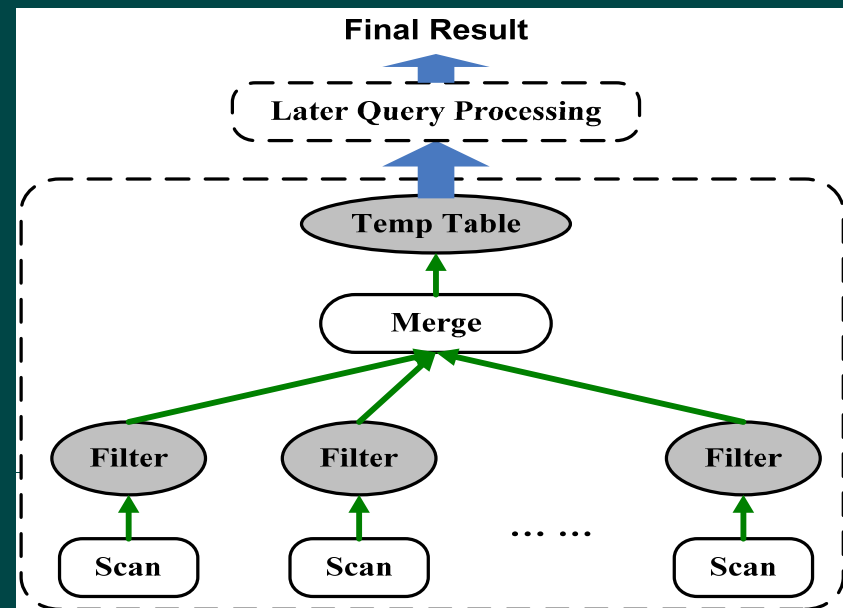 Final Result
Later Query Processing
Temp Table
Merge
Filter Filter Filter
... ...
Scan Scan Scan